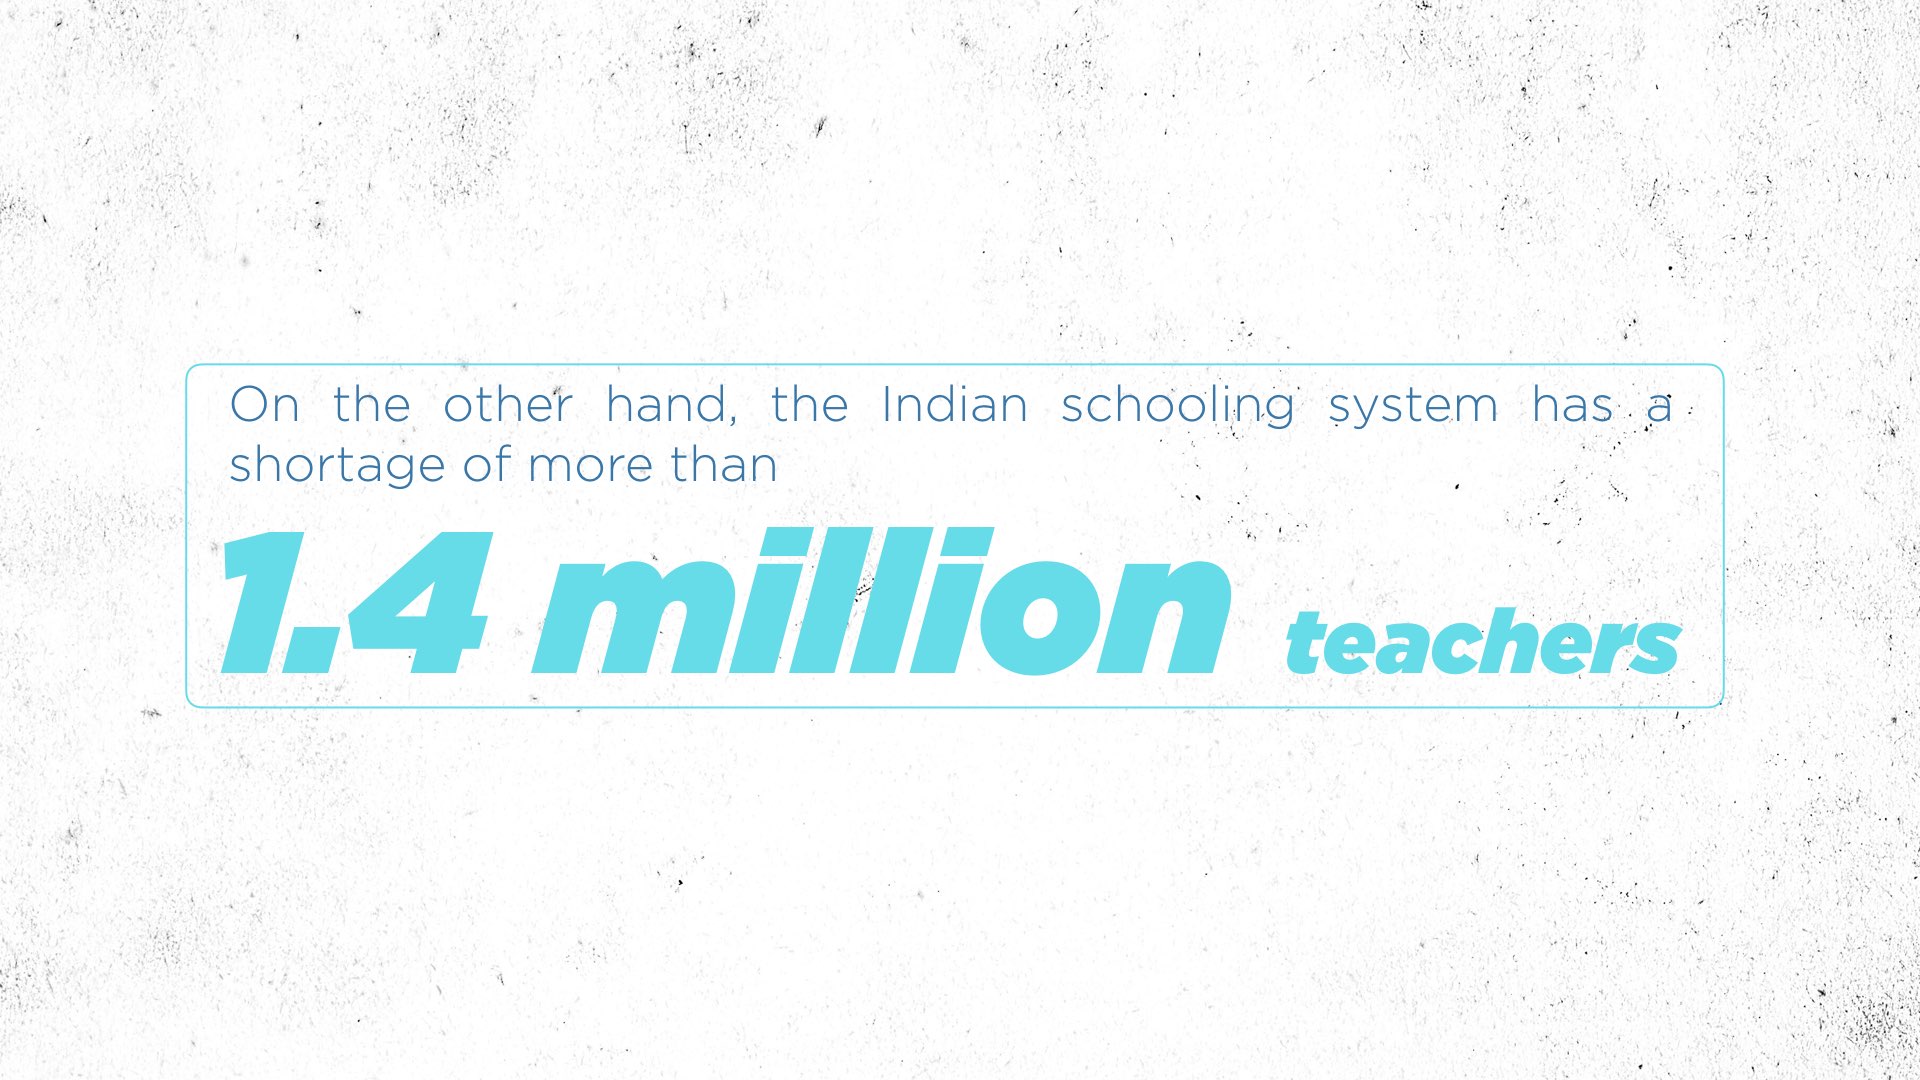 On the other hand, the Indian schooling system has a
shortage of more than
1.4 million teachers